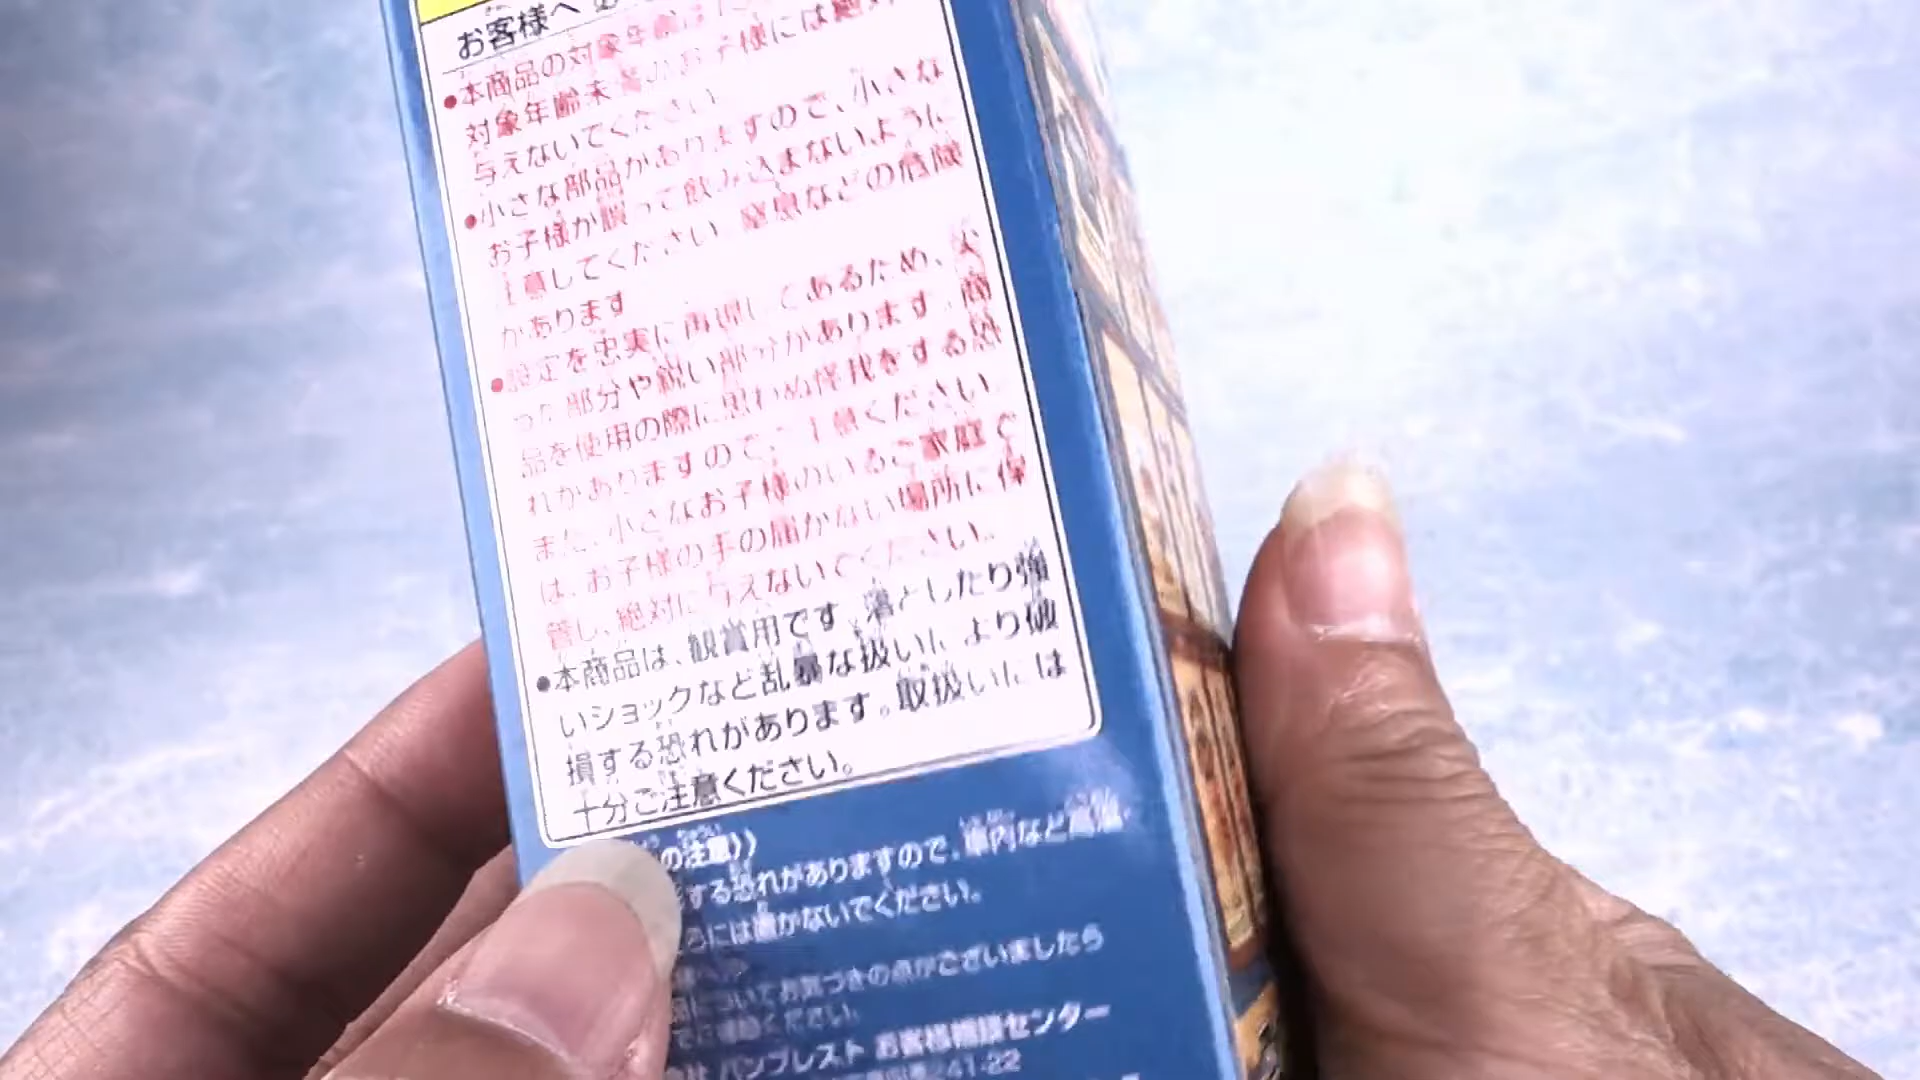 お客様へ
●本商品の対象年齢は
対象年齢未満のお子様には絶対
与えないでください
●小さな部品がありますので、小さな
お子様が誤って飲み込まないように
注意してください 窒息などの危険
があります
●設定を忠実に再現してあるため、尖
った部分や鋭い部分があります。商
品を使用の際に思わぬ怪我をする恐
れがありますので、ご注意ください。
また、小さなお子様のいるご家庭で
は、お子様の手の届かない場所に保
管し、絶対に与えないでください。
●本商品は、観賞用です。落としたり強
いショックなど乱暴な扱いにより破
損する恐れがあります。取扱いには
十分ご注意ください。
の注意》
する恐れがありますので、車内など高温
ろには置かないでください。
についてお気づきの点がございましたら
ご連絡ください。
会社 バンプレスト お客様相談センター
241-22